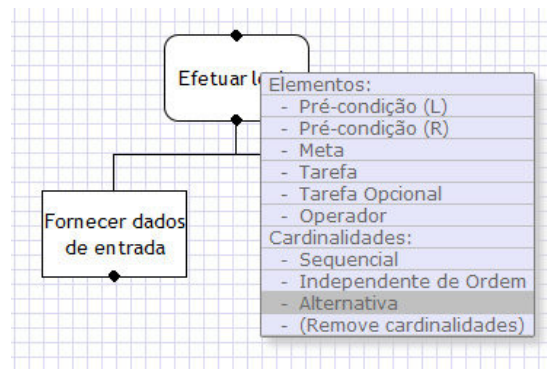 Efetuar
Elementos:
- Pré-condição (L)
- Pré-condição (R)
- Meta
- Tarefa
- Tarefa Opcional
- Operador
Cardinalidades:
- Sequencial
- Independente de Ordem
- Alternativa
- (Remove cardinalidades)
Fornecer dados
de entrada